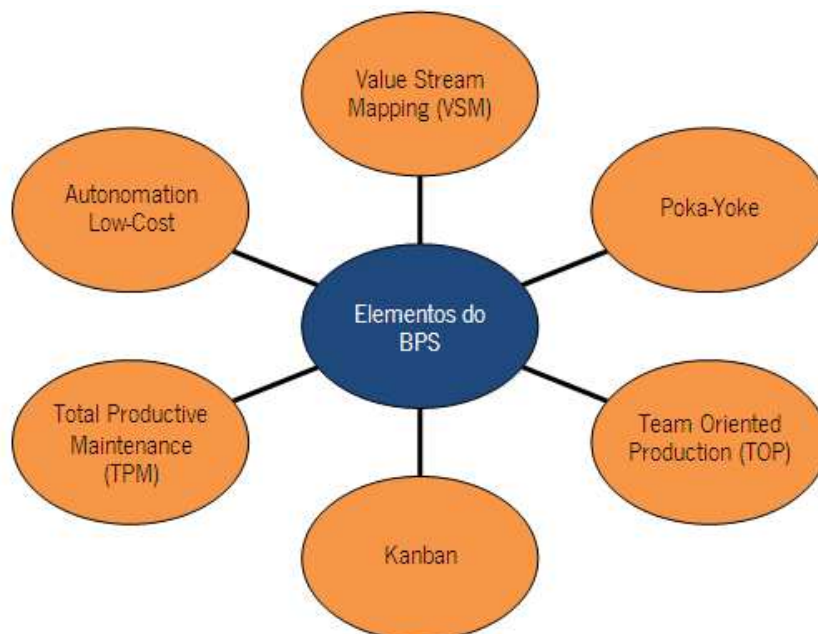 Value Stream
Mapping (VSM)
Autonomation
Low-Cost
Poka-Yoke
Elementos do
BPS
Total Productive
Maintenance
(TPM)
Team Oriented
Production (TOP)
Kanban